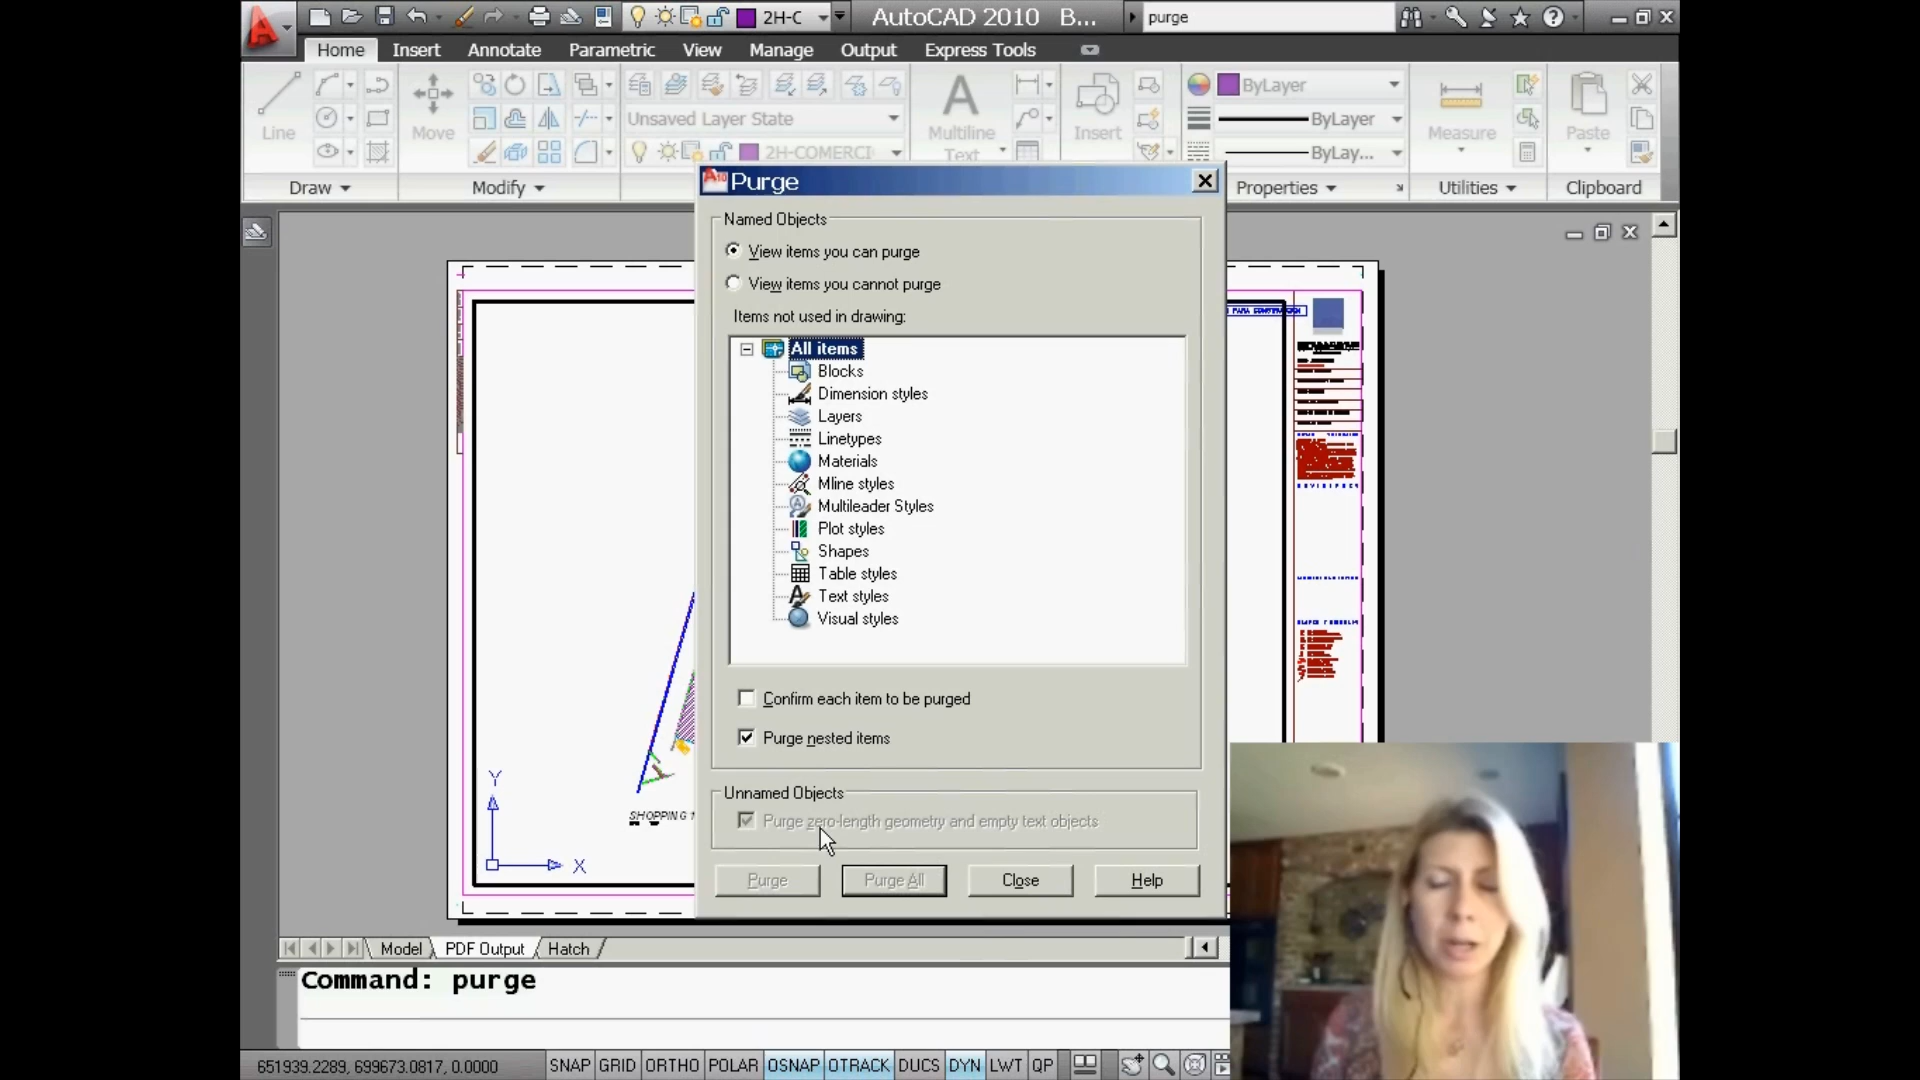 2H-C
AutoCAD 2010 B...
purge
Home Insert Annotate Parametric View Manage Output Express Tools
Line
Move
Unsaved Layer State
2H-COMERCI
Multiline
Text
Insert
ByLayer
ByLayer
ByLay...
Measure
Paste
Draw Modify Properties Utilities Clipboard
Purge
Named Objects
View items you can purge
View items you cannot purge
Items not used in drawing:
All items
Blocks
Dimension styles
Layers
Linetypes
Materials
Mline styles
Multileader Styles
Plot styles
Shapes
Table styles
Text styles
Visual styles
Confirm each item to be purged
Purge nested items
Unnamed Objects
Purge zero-length geometry and empty text objects
Purge Purge All Close Help
Y
X
SHOPPING 1
Model PDF Output Hatch
Command: purge
651939.2289, 699673.0817, 0.0000 SNAP GRID ORTHO POLAR OSNAP OTRACK DUCS DYN LWT QP